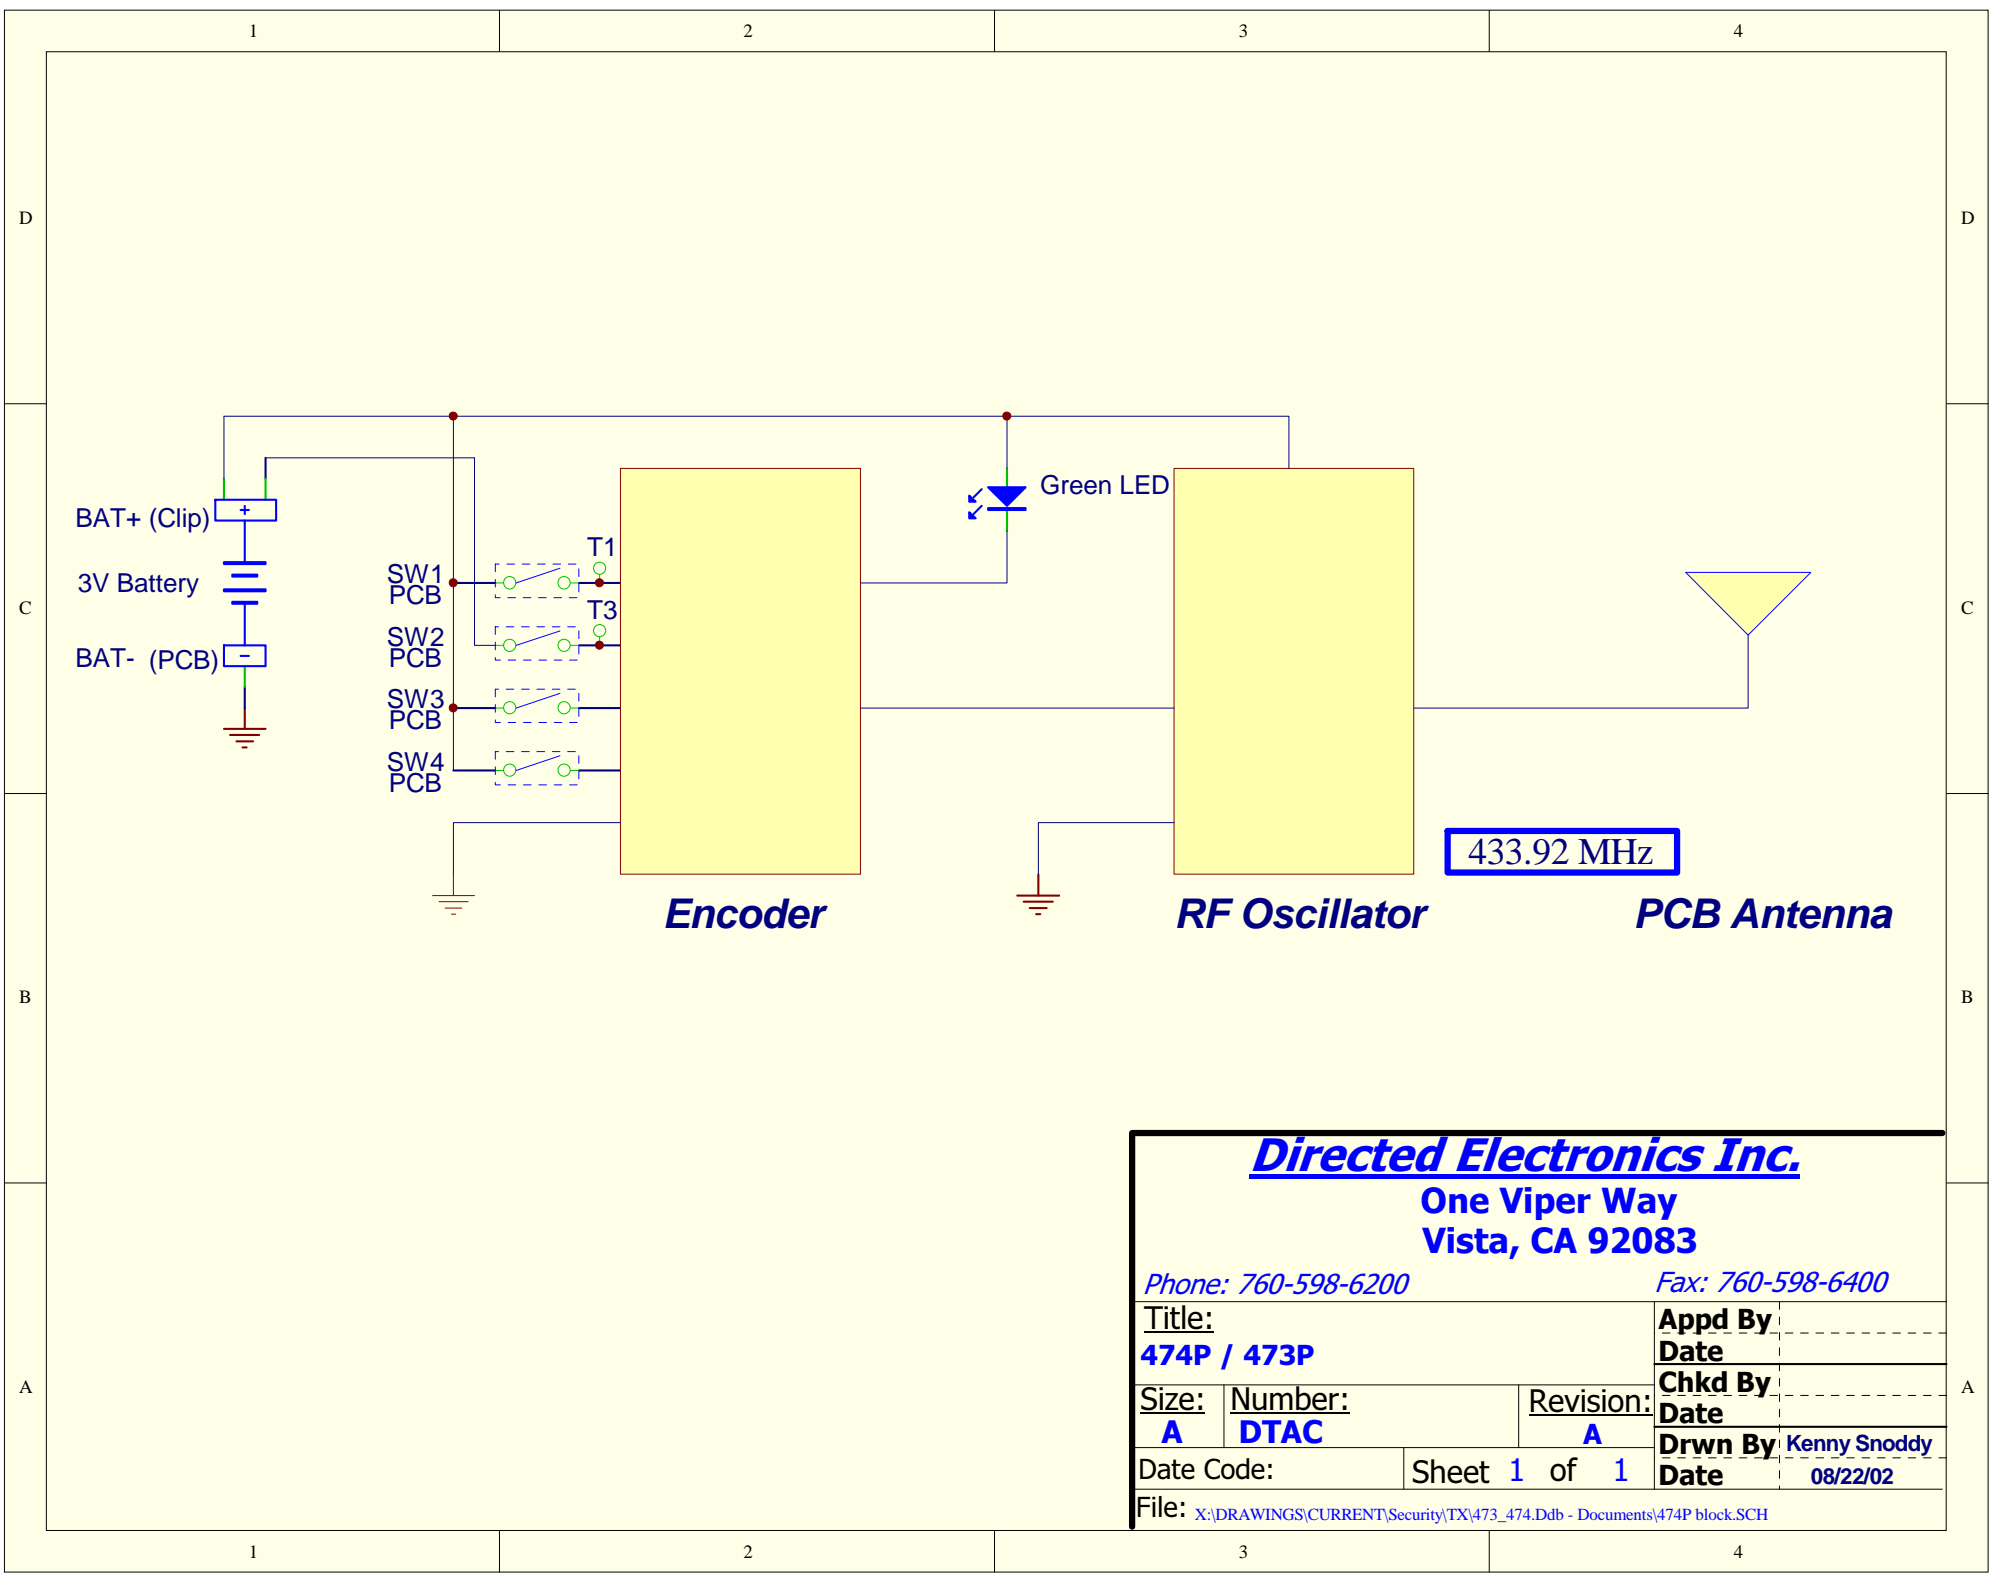 1 2 3 4
D D
BAT+ (Clip)
+
3V Battery
BAT- (PCB)
-
Green LED
T1
SW1
PCB
T3
SW2
PCB
SW3
PCB
SW4
PCB
C C
433.92 MHz
Encoder
RF Oscillator
PCB Antenna
B B
Directed Electronics Inc.
One Viper Way
Vista, CA 92083
Phone: 760-598-6200 Fax: 760-598-6400
Title:
474P / 473P
Size: Number: Revision:
A DTAC A
Date Code: Sheet 1 of 1
Appd By
Date
Chkd By
Date
Drwn By Kenny Snoddy
Date 08/22/02
File: X:\DRAWINGS\CURRENT\Security\TX\473_474.Ddb - Documents\474P block.SCH
A A
1 2 3 4